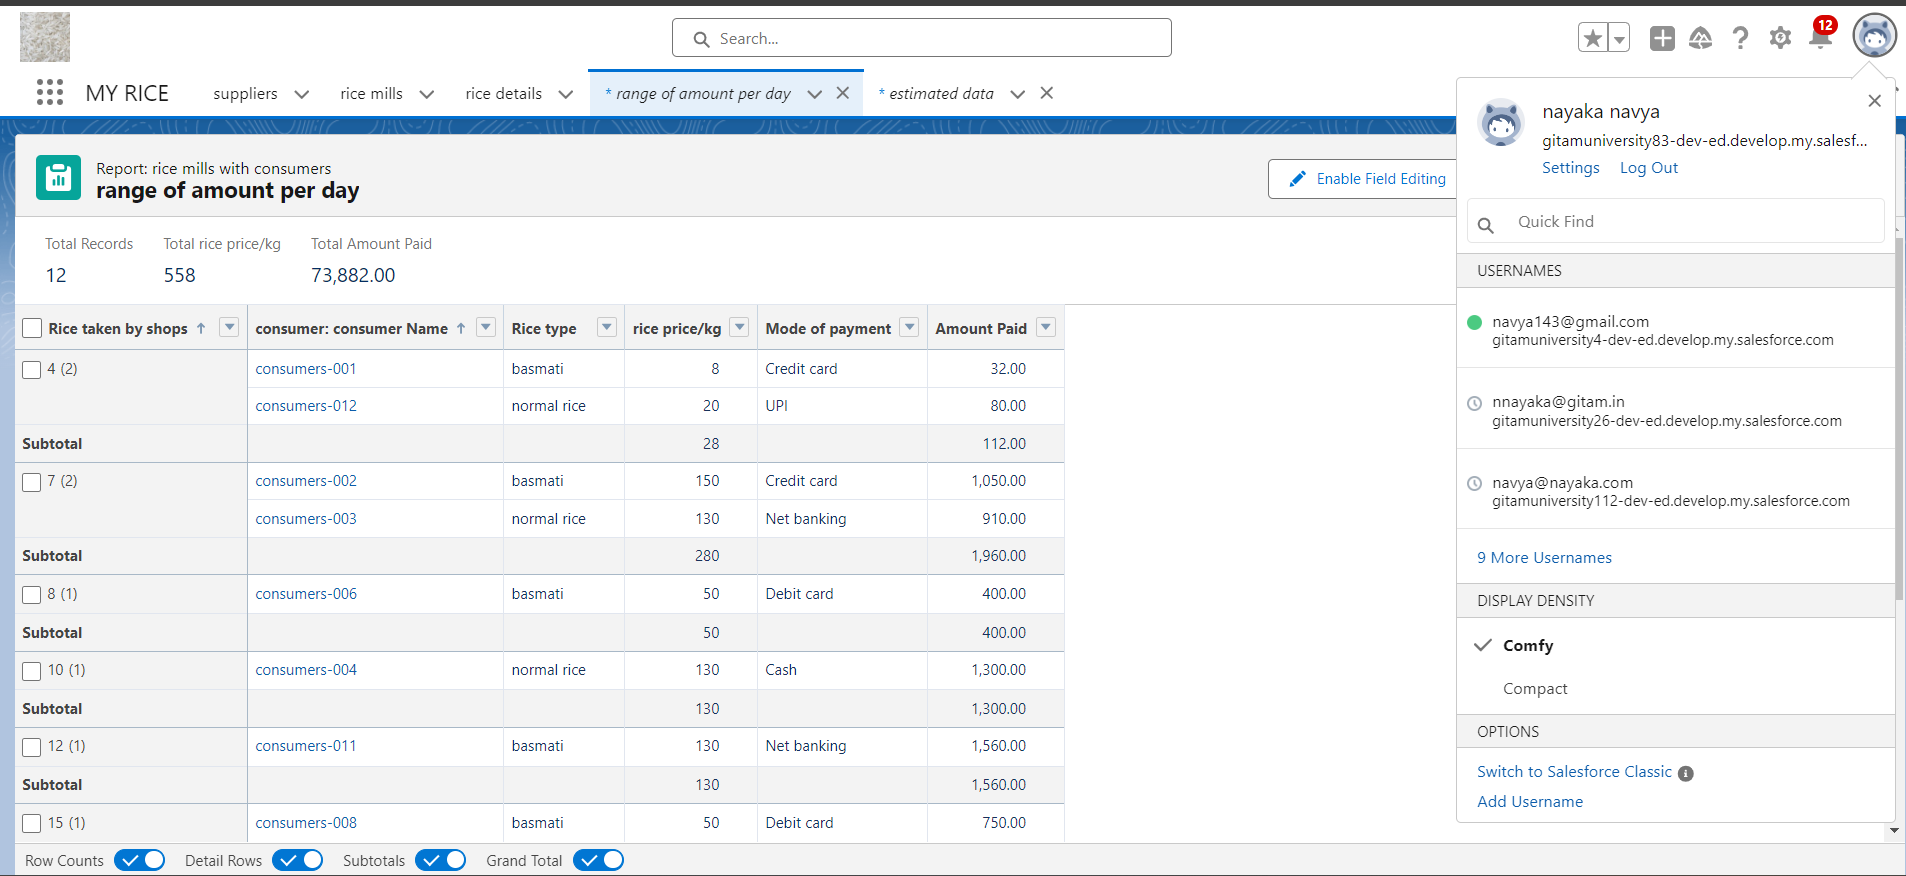 Search...
12
MY RICE
suppliers
rice mills
rice details
* range of amount per day
* estimated data
Report: rice mills with consumers
range of amount per day
Enable Field Editing
Total Records Total rice price/kg Total Amount Paid
12 558 73,882.00
Rice taken by shops ↑ consumer: consumer Name ↑ Rice type rice price/kg Mode of payment Amount Paid
4 (2) consumers-001 basmati 8 Credit card 32.00
consumers-012 normal rice 20 UPI 80.00
Subtotal 28 112.00
7 (2) consumers-002 basmati 150 Credit card 1,050.00
consumers-003 normal rice 130 Net banking 910.00
Subtotal 280 1,960.00
8 (1) consumers-006 basmati 50 Debit card 400.00
Subtotal 50 400.00
10 (1) consumers-004 normal rice 130 Cash 1,300.00
Subtotal 130 1,300.00
12 (1) consumers-011 basmati 130 Net banking 1,560.00
Subtotal 130 1,560.00
15 (1) consumers-008 basmati 50 Debit card 750.00
Row Counts Detail Rows Subtotals Grand Total
nayaka navya
gitamuniversity83-dev-ed.develop.my.salesf...
Settings Log Out
Quick Find
USERNAMES
navya143@gmail.com
gitamuniversity4-dev-ed.develop.my.salesforce.com
nnayaka@gitam.in
gitamuniversity26-dev-ed.develop.my.salesforce.com
navya@nayaka.com
gitamuniversity112-dev-ed.develop.my.salesforce.com
9 More Usernames
DISPLAY DENSITY
Comfy
Compact
OPTIONS
Switch to Salesforce Classic
Add Username